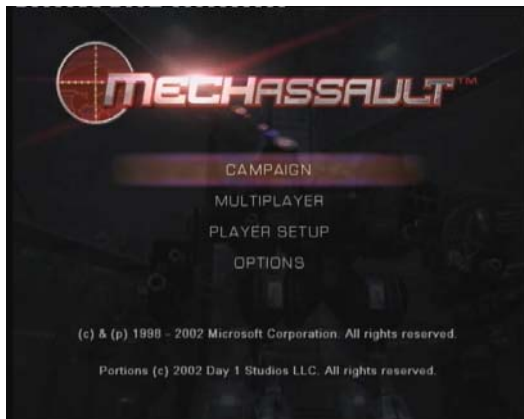 MECHASSAULT™
CAMPAIGN
MULTIPLAYER
PLAYER SETUP
OPTIONS
(c) & (p) 1998 - 2002 Microsoft Corporation. All rights reserved.
Portions (c) 2002 Day 1 Studios LLC. All rights reserved.